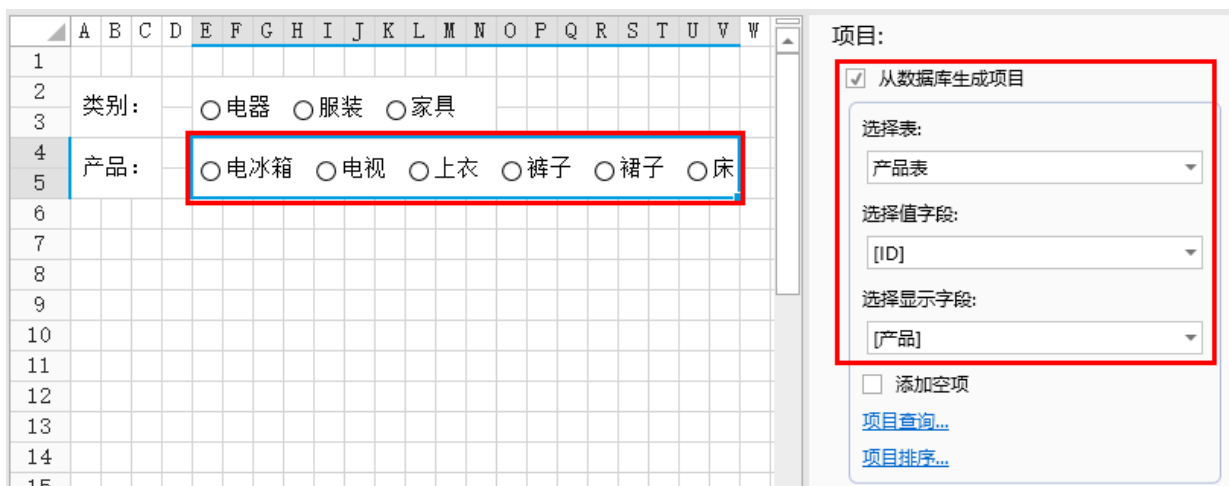 A B C D E F G H I J K L M N O P Q R S T U V W
1
2
类别： 电器 服装 家具
3
4
产品： 电冰箱 电视 上衣 裤子 裙子 床
5
6
7
8
9
10
11
12
13
14
15
项目:
从数据库生成项目
选择表:
产品表
选择值字段:
[ID]
选择显示字段:
[产品]
添加空项
项目查询...
项目排序...